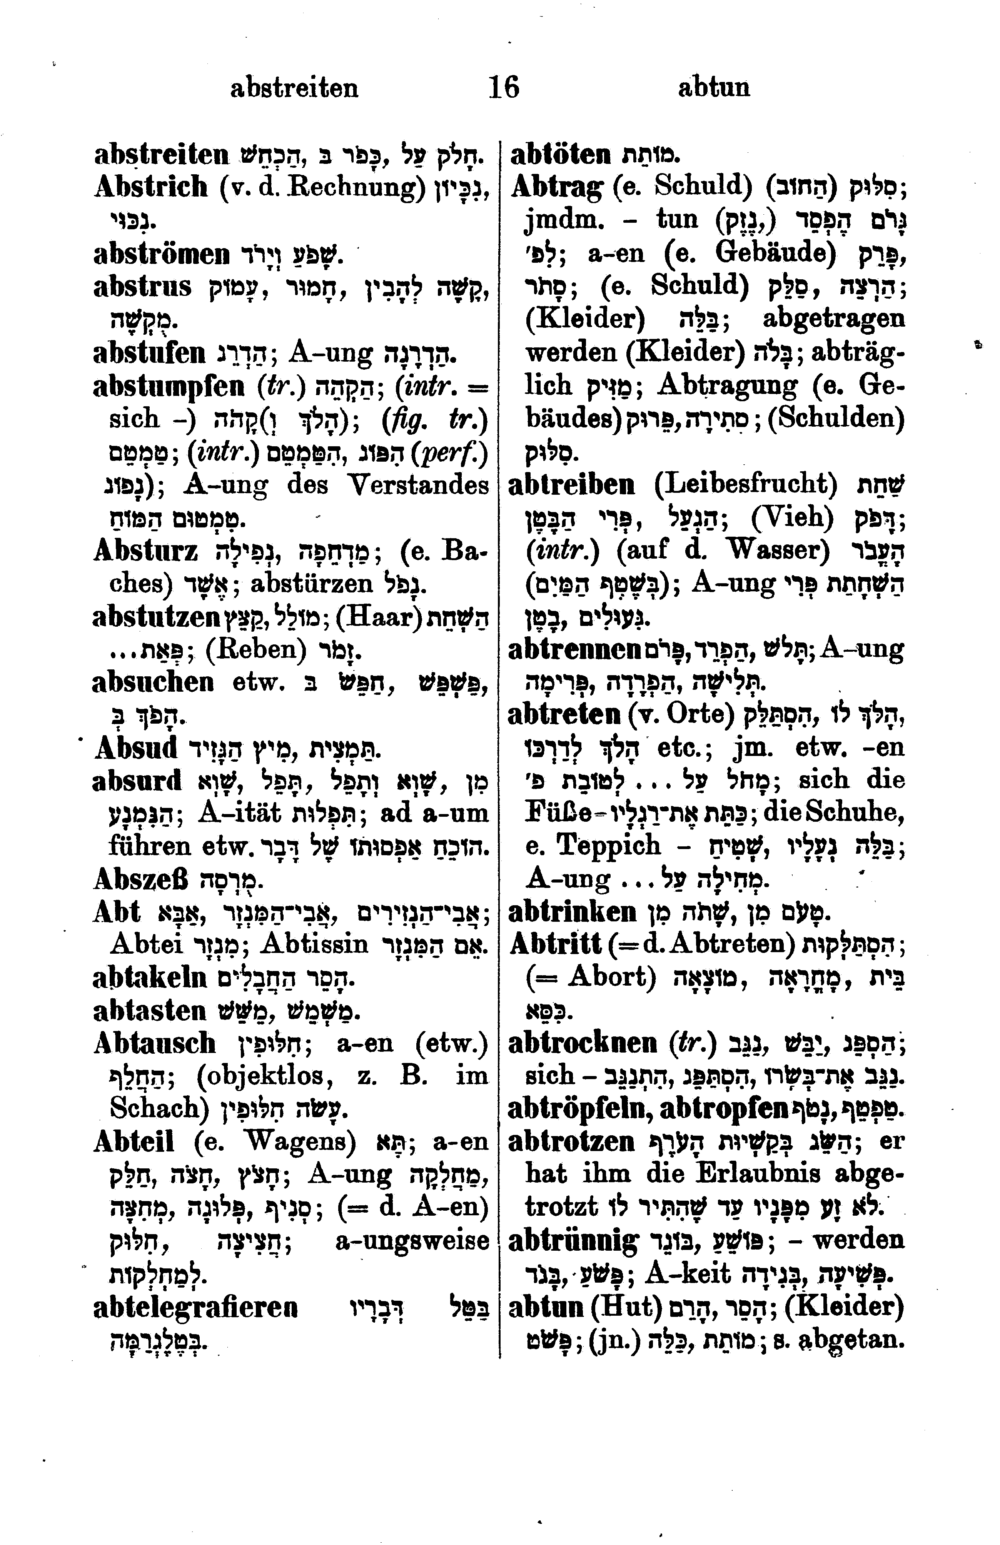 abstreiten 16 abtun
abstreiten חָלֹק עַל, כָּפֹר בּ, הַכְחֵשׁ.
Abstrich (v. d. Rechnung) נִכָּיוֹן,
נִכּוּי.
abströmen שָׁפֹעַ וְיָרֹד.
abstrus קָשֶׁה לְהָבִין, חָמוּר, עָמוֹק,
מֻקְשֶׁה.
abstufen הַדְרֵג; A-ung הַדְרָגָה.
abstumpfen (tr.) הַקְהֵה; (intr. =
sich -) (הָלֹךְ וְ)קָהֹה; (fig. tr.)
טַמְטֵם; (intr.) הִטַּמְטֵם, הִפּוֹג (perf.
נָפוֹג); A-ung des Verstandes
טִמְטוּם הַמּוֹחַ.
Absturz נְפִילָה, מַדְחֵפָה; (e. Ba-
ches) אָשֶׁד; abstürzen נָפֹל.
abstutzen מוֹלֵל, קַצֵּץ; (Haar) הַשְׁחֵת
פְּאַת...; (Reben) זָמֹר.
absuchen etw. חַפֵּשׂ בּ, פַּשְׁפֵּשׁ,
הָפֹךְ בְּ.
Absud תַּמְצִית, מִיץ הַנָּזִיד.
absurd מִן הַשָּׁוְא, תָּפֵל, שָׁוְא וְתָפֵל,
הַנִּמְנָע; A-ität תִּפְלוּת; ad a-um
führen etw. הוֹכַח אַפְסוּתוֹ שֶׁל דָּבָר.
Abszeß מֻרְסָה.
Abt אַבָּא, אֲבִי־הַמִּנְזָר, אֲבִי־הַנְּזִירִים;
Abtei מִנְזָר; Abtissin אֵם הַמִּנְזָר.
abtakeln הָסֵר הַחֲבָלִים.
abtasten מַשֵּׁשׁ, מַשְׁמֵשׁ.
Abtausch חִלּוּפִין; a-en (etw.)
הַחֲלֵף; (objektlos, z. B. im
Schach) עָשֹׂה חִלּוּפִין.
Abteil (e. Wagens) תָּא; a-en
חַלֵּק, חָצֹה, חָצֹץ; A-ung מַחְלָקָה,
מְחִצָּה, פְּלוּגָה, סְנִיף; (= d. A-en)
חִלּוּק, חֲצִיצָה; a-ungsweise
לְמַחְלְקוֹת.
abtelegrafieren בַּטֵּל דְּבָרָיו
בְּטֶלֶגְרַמָּה.
abtöten מוֹתֵת.
Abtrag (e. Schuld) סִלּוּק (הַחוֹב);
jmdm. - tun גָּרֹם הֶפְסֵד (, נֶזֶק)
לִפ'; a-en (e. Gebäude) פָּרֵק,
סָתֹר; (e. Schuld) סַלֵּק, הַרְצֵה;
(Kleider) בַּלֵּה; abgetragen
werden (Kleider) בָּלֹה; abträg-
lich מַזִּיק; Abtragung (e. Ge-
bäudes) סְתִירָה, פֵּרוּק; (Schulden)
סִלּוּק.
abtreiben (Leibesfrucht) שַׁחֵת
פְּרִי הַבֶּטֶן, הַנְעֵל; (Vieh) דָּפֹק;
(intr.) (auf d. Wasser) הָעֳבֹר
(בְּשֶׁטֶף הַמַּיִם); A-ung הַשְׁחָתַת פְּרִי
בֶטֶן, נִעוּלִים.
abtrennen תָּלֹשׁ, הַפְרֵד, פָּרֹם; A-ung
תְּלִישָׁה, הַפְרָדָה, פְּרִימָה.
abtreten (v. Orte) הָלֹךְ לוֹ, הִסְתַּלֵּק,
הָלֹךְ לְדַרְכּוֹ etc.; jm. etw. -en
מָחֹל עַל ... לְטוֹבַת פ'; sich die
Füße - כַּתֵּת אֶת־רַגְלָיו; die Schuhe,
e. Teppich - בַּלֵּה נְעָלָיו, שָׁטִיחַ;
A-ung מְחִילָה עַל....
abtrinken שָׁתֹה מִן, טָעֹם מִן.
Abtritt (= d. Abtreten) הִסְתַּלְּקוּת;
(= Abort) בֵּית מָחֳרָאָה, מוֹצָאָה,
כִּסֵּא.
abtrocknen (tr.) נַגֵּב, יַבֵּשׁ, הַסְפֵּג;
sich - הִתְנַגֵּב, הִסְתַּפֵּג, נַגֵּב אֶת־בְּשָׂרוֹ.
abtröpfeln, abtropfen נָטֹף, טַפְטֵף.
abtrotzen הַשֵּׂג בְּקַשְׁיוּת הָעֹרֶף; er
hat ihm die Erlaubnis abge-
trotzt לֹא זָע מִפָּנָיו עַד שֶׁהִתִּיר לוֹ.
abtrünnig פּוֹשֵׁעַ, בּוֹגֵד; - werden
פָּשֹׁעַ, בָּגֹד; A-keit פְּשִׁיעָה, בְּגִידָה.
abtun (Hut) הָסֵר, הָרֵם; (Kleider)
פָּשֹׁט; (jn.) מוֹתֵת, כַּלֵּה; s. abgetan.